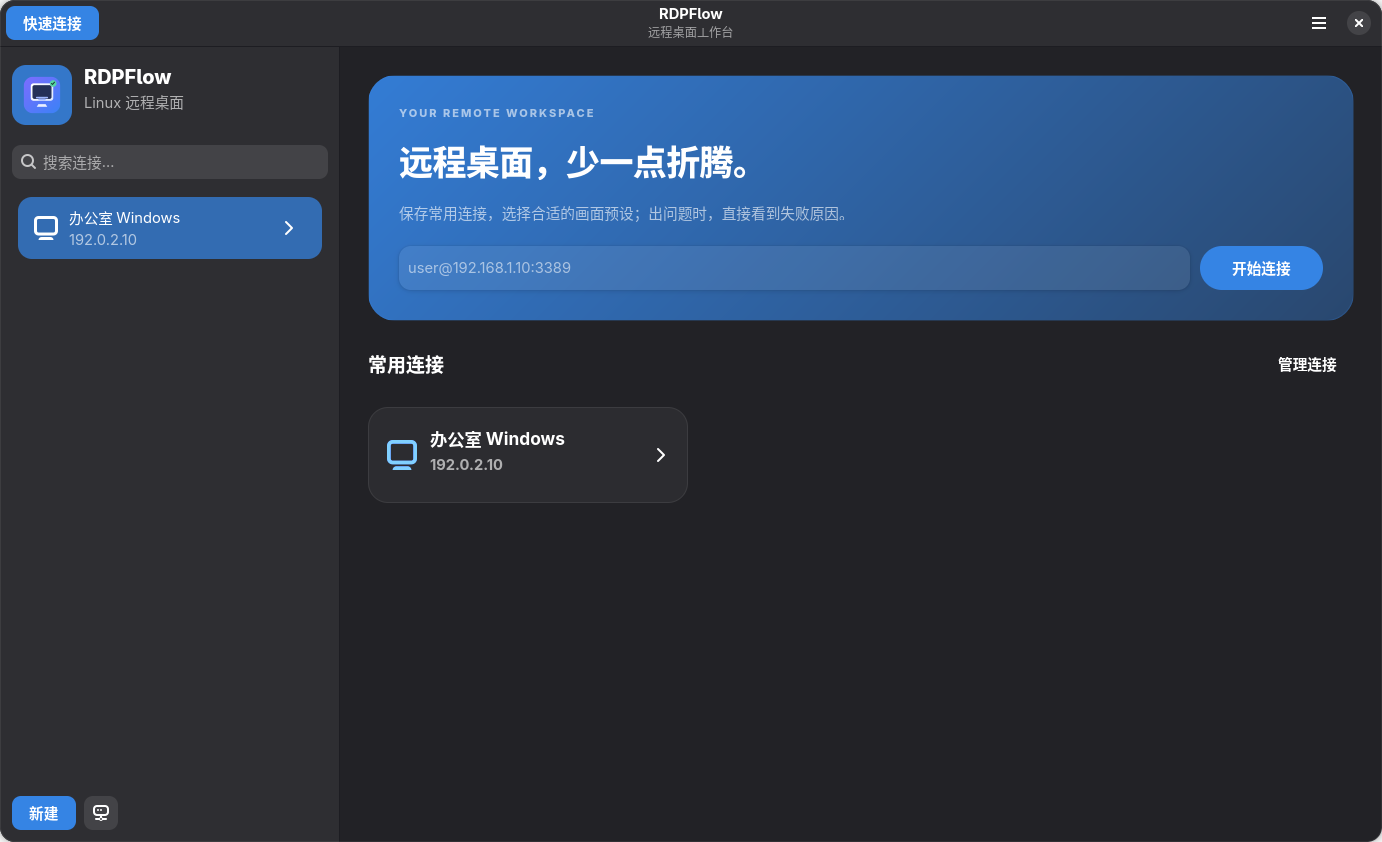 快速连接
RDPFlow
远程桌面工作台
RDPFlow
Linux 远程桌面
搜索连接...
办公室 Windows
192.0.2.10
新建
YOUR REMOTE WORKSPACE
远程桌面，少一点折腾。
保存常用连接，选择合适的画面预设；出问题时，直接看到失败原因。
user@192.168.1.10:3389
开始连接
常用连接
管理连接
办公室 Windows
192.0.2.10